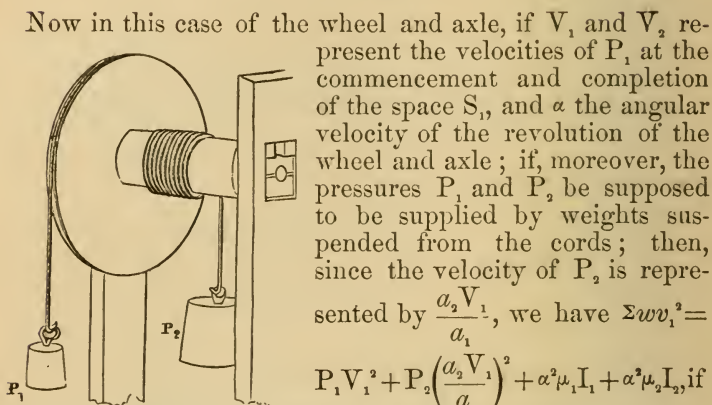 Now in this case of the wheel and axle, if V₁ and V₂ re-
present the velocities of P₁ at the
commencement and completion
of the space S₁, and α the angular
velocity of the revolution of the
wheel and axle; if, moreover, the
pressures P₁ and P₂ be supposed
to be supplied by weights sus-
pended from the cords; then,
since the velocity of P₂ is repre-
sented by a₂V₁/a₁, we have Σwv₁²=
P₁V₁²+P₂(a₂V₁/a)²+α²μ₁I₁+α²μ₂I₂,if
P₂
P₁